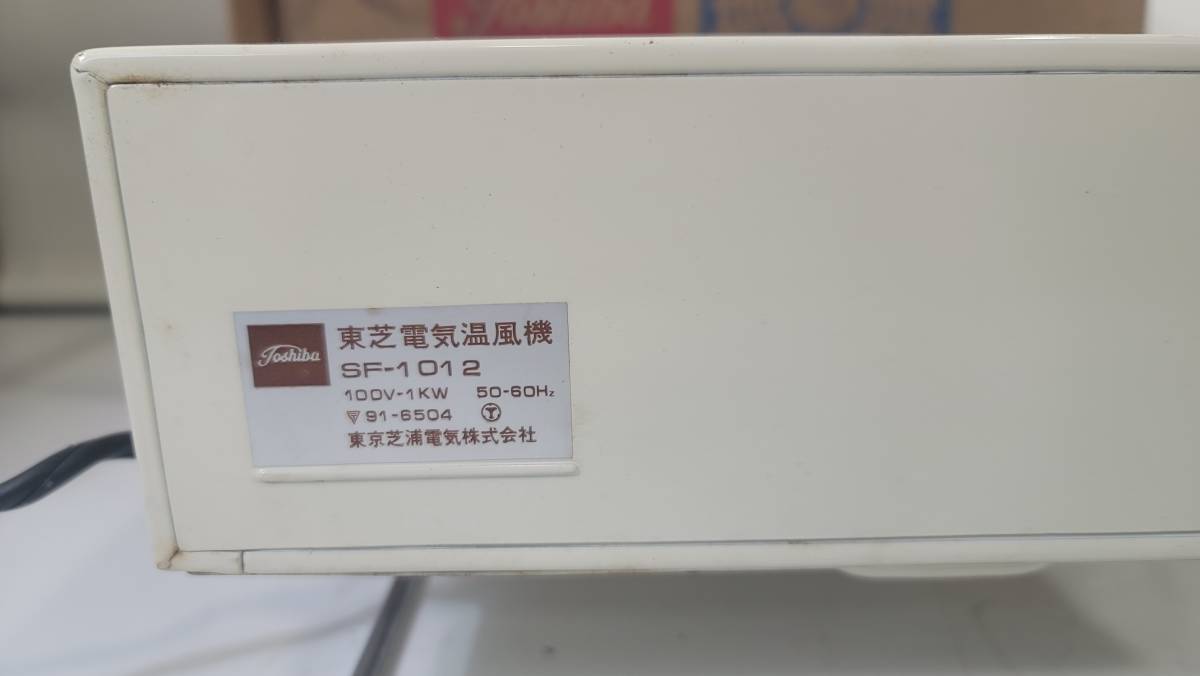 Toshiba
Toshiba
東芝電気温風機
SF-1012
100V-1KW 50-60Hz
91-6504 T
東京芝浦電気株式会社